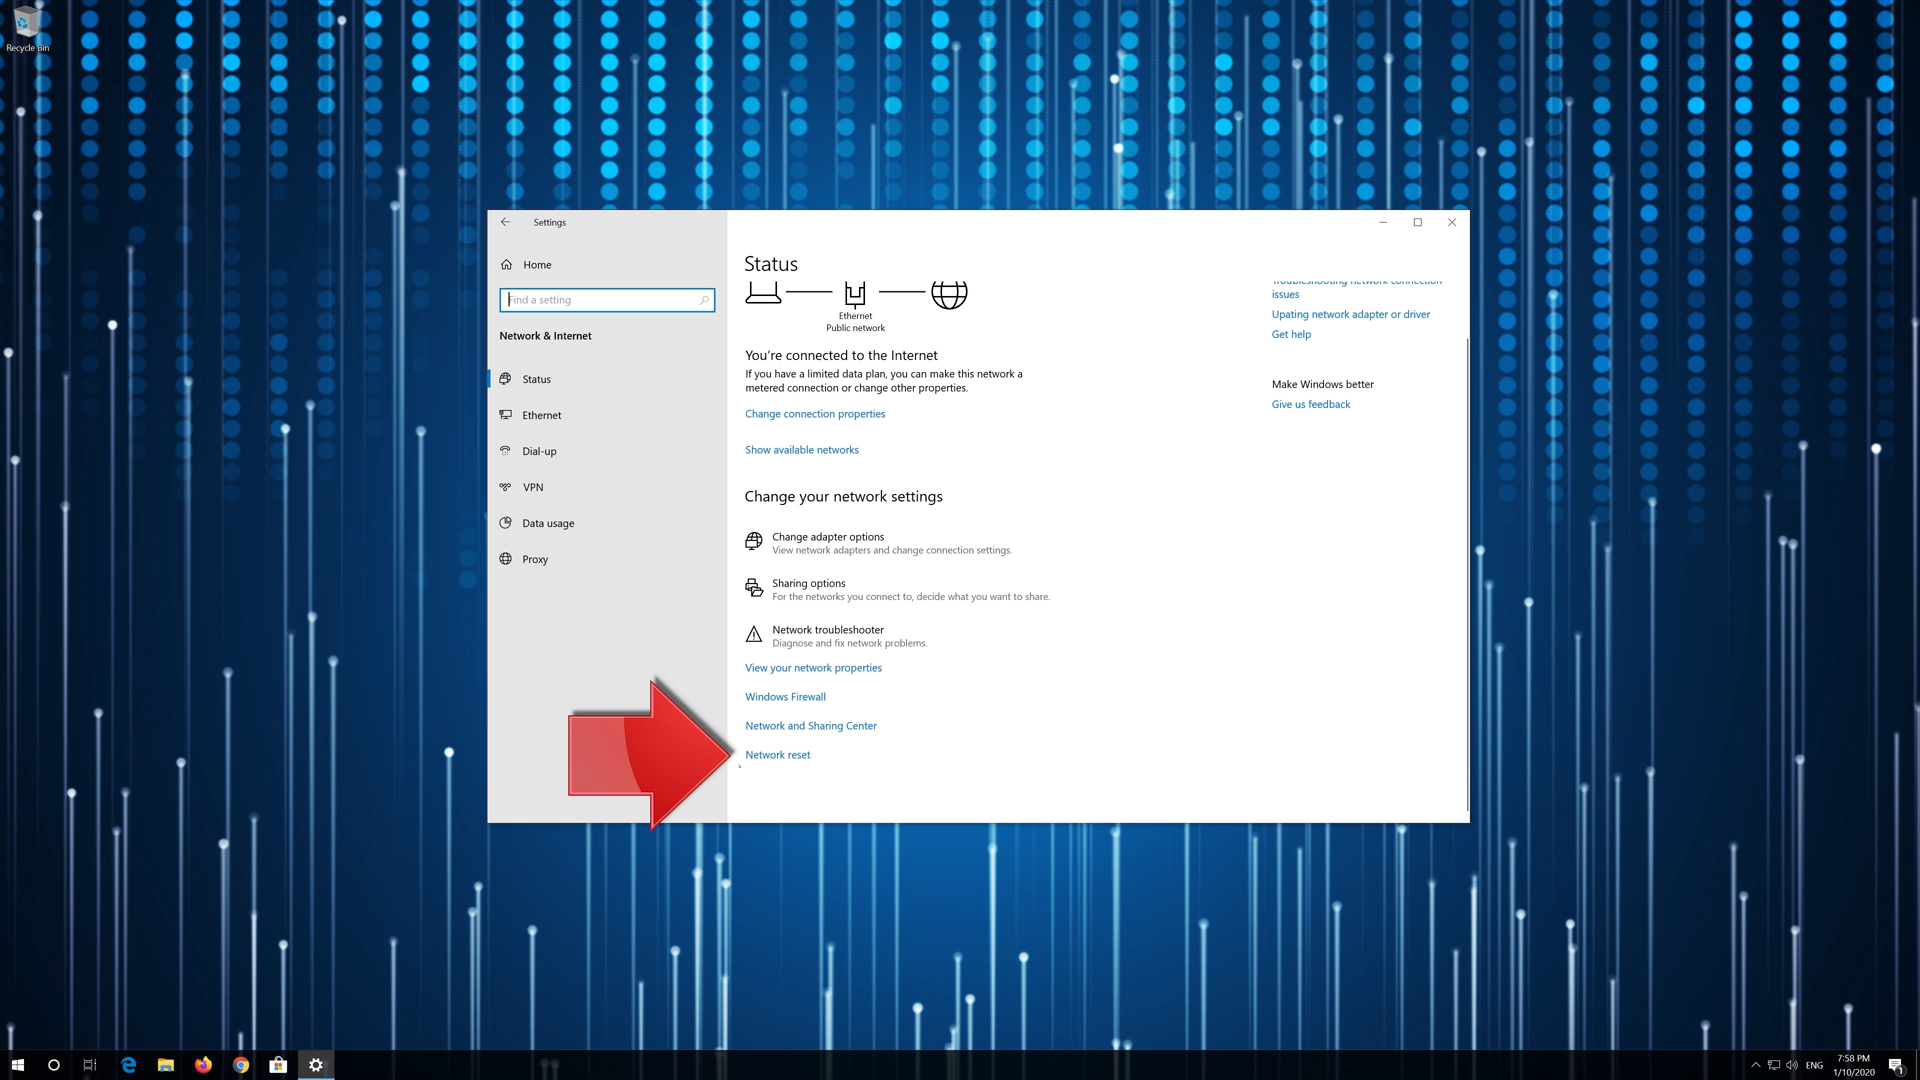 Recycle Bin
Settings
Home
Find a setting
Network & Internet
Status
Ethernet
Dial-up
VPN
Data usage
Proxy
Status
Ethernet
Public network
You're connected to the Internet
If you have a limited data plan, you can make this network a
metered connection or change other properties.
Change connection properties
Show available networks
Change your network settings
Change adapter options
View network adapters and change connection settings.
Sharing options
For the networks you connect to, decide what you want to share.
Network troubleshooter
Diagnose and fix network problems.
View your network properties
Windows Firewall
Network and Sharing Center
Network reset
Troubleshooting network connection
issues
Upating network adapter or driver
Get help
Make Windows better
Give us feedback
ENG
7:58 PM
1/10/2020
1